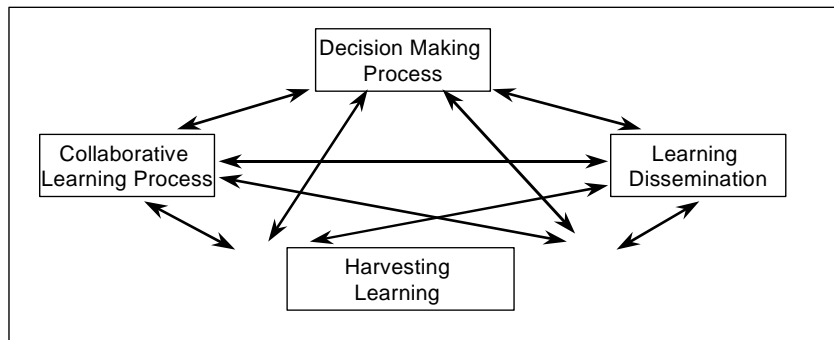 Decision Making
Process
Collaborative
Learning Process
Learning
Dissemination
Harvesting
Learning